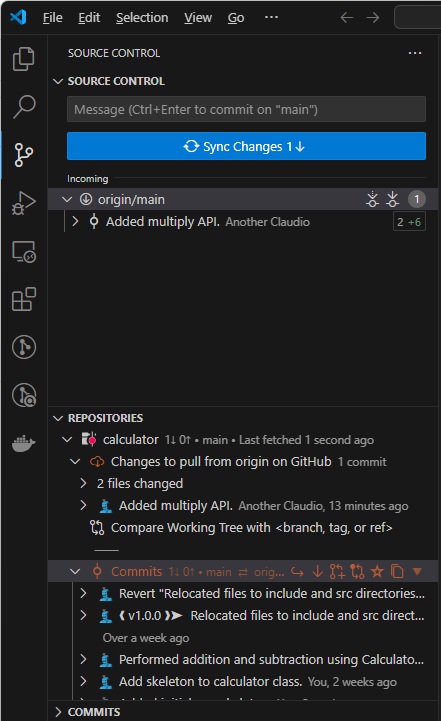 File Edit Selection View Go ···
SOURCE CONTROL ···
SOURCE CONTROL
Message (Ctrl+Enter to commit on "main")
Sync Changes 1↓
Incoming
origin/main 1
Added multiply API. Another Claudio 2 +6
REPOSITORIES
calculator 1↓ 0↑ • main • Last fetched 1 second ago
Changes to pull from origin on GitHub 1 commit
2 files changed
Added multiply API. Another Claudio, 13 minutes ago
Compare Working Tree with <branch, tag, or ref>
Commits 1↓ 0↑ • main ⇄ orig...
Revert "Relocated files to include and src directories...
❨ v1.0.0 ❩➤ Relocated files to include and src direct...
Over a week ago
Performed addition and subtraction using Calculato...
Add skeleton to calculator class. You, 2 weeks ago
COMMITS